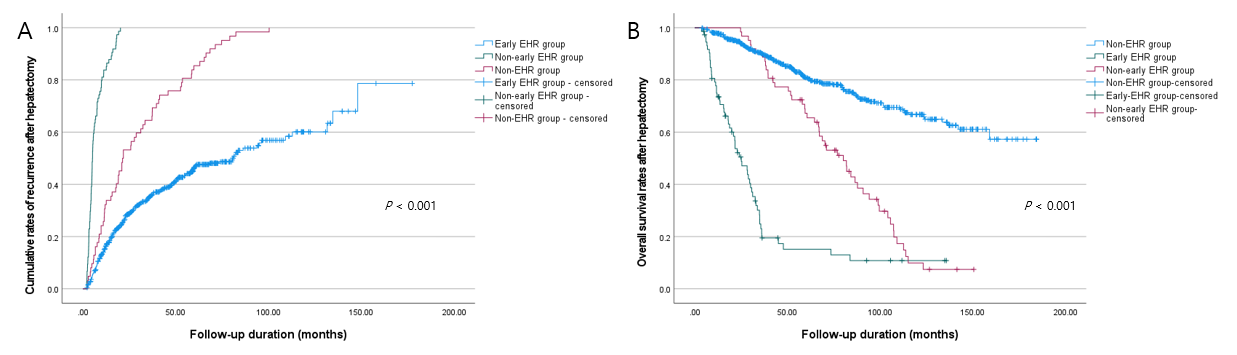 A
Cumulative rates of recurrence after hepatectomy
1.0
0.8
0.6
0.4
0.2
0.0
.00
50.00
100.00
150.00
200.00
Follow-up duration (months)
P < 0.001
Early EHR group
Non-early EHR group
Non-EHR group
Early EHR group - censored
Non-early EHR group -
censored
Non-EHR group - censored
B
Overall survival rates after hepatectomy
1.0
0.8
0.6
0.4
0.2
0.0
.00
50.00
100.00
150.00
200.00
Follow-up duration (months)
P < 0.001
Non-EHR group
Early EHR group
Non-early EHR group
Non-EHR group-censored
Early-EHR group-censored
Non-early EHR group-
censored